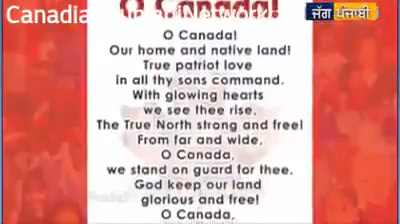 O Canada!
Canadian
ਜੱਗ ਪੰਜਾਬੀ
O Canada!
Our home and native land!
True patriot love
in all thy sons command.
With glowing hearts
we see thee rise,
The True North strong and free!
From far and wide,
O Canada,
we stand on guard for thee.
God keep our land
glorious and free!
O Canada,